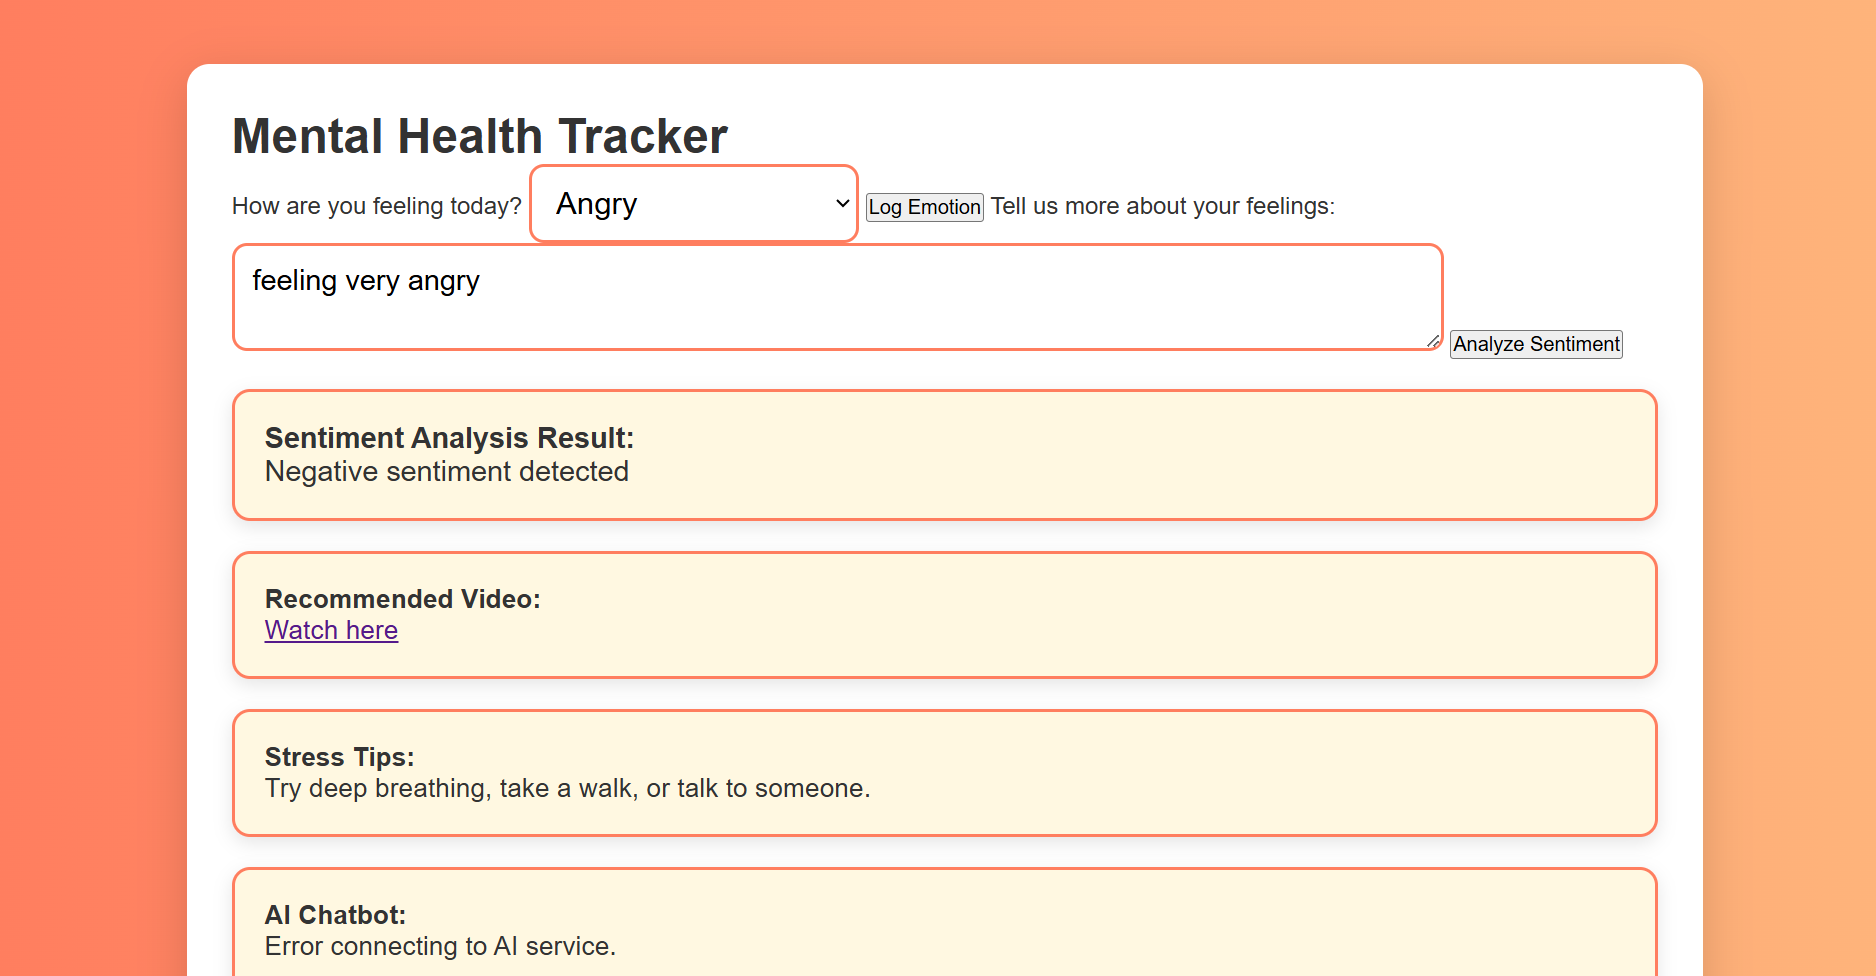 Mental Health Tracker
How are you feeling today? Angry Log Emotion Tell us more about your feelings:
feeling very angry
Analyze Sentiment
Sentiment Analysis Result:
Negative sentiment detected
Recommended Video:
Watch here
Stress Tips:
Try deep breathing, take a walk, or talk to someone.
AI Chatbot:
Error connecting to AI service.